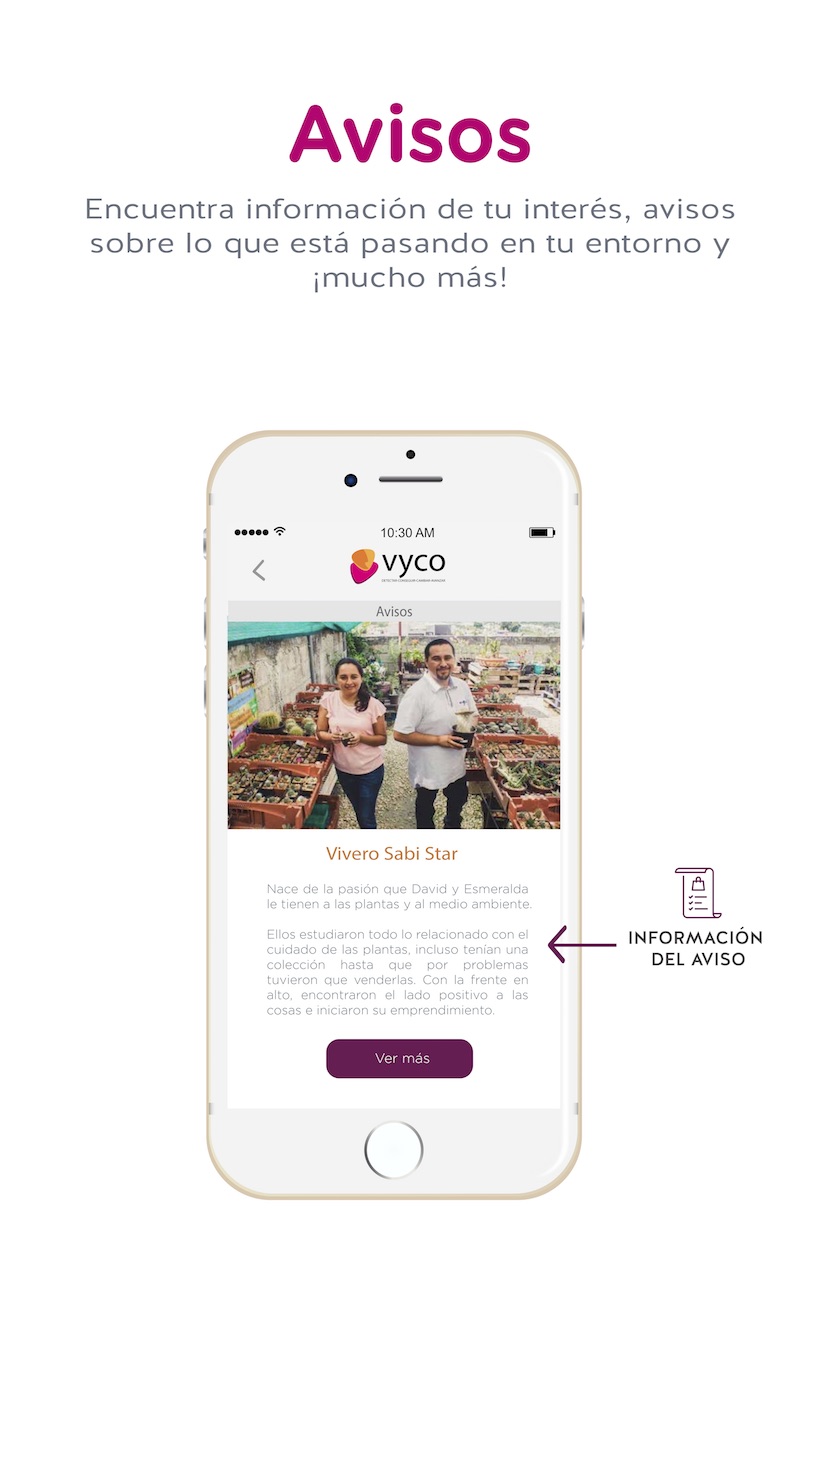 Avisos
Encuentra información de tu interés, avisos
sobre lo que está pasando en tu entorno y
¡mucho más!
10:30 AM
vyco
Avisos
Vivero Sabi Star
Nace de la pasión que David y Esmeralda
le tienen a las plantas y al medio ambiente.
Ellos estudiaron todo lo relacionado con el
cuidado de las plantas, incluso tenían una
colección hasta que por problemas
tuvieron que venderlas. Con la frente en
alto, encontraron el lado positivo a las
cosas e iniciaron su emprendimiento.
INFORMACIÓN
DEL AVISO
Ver más